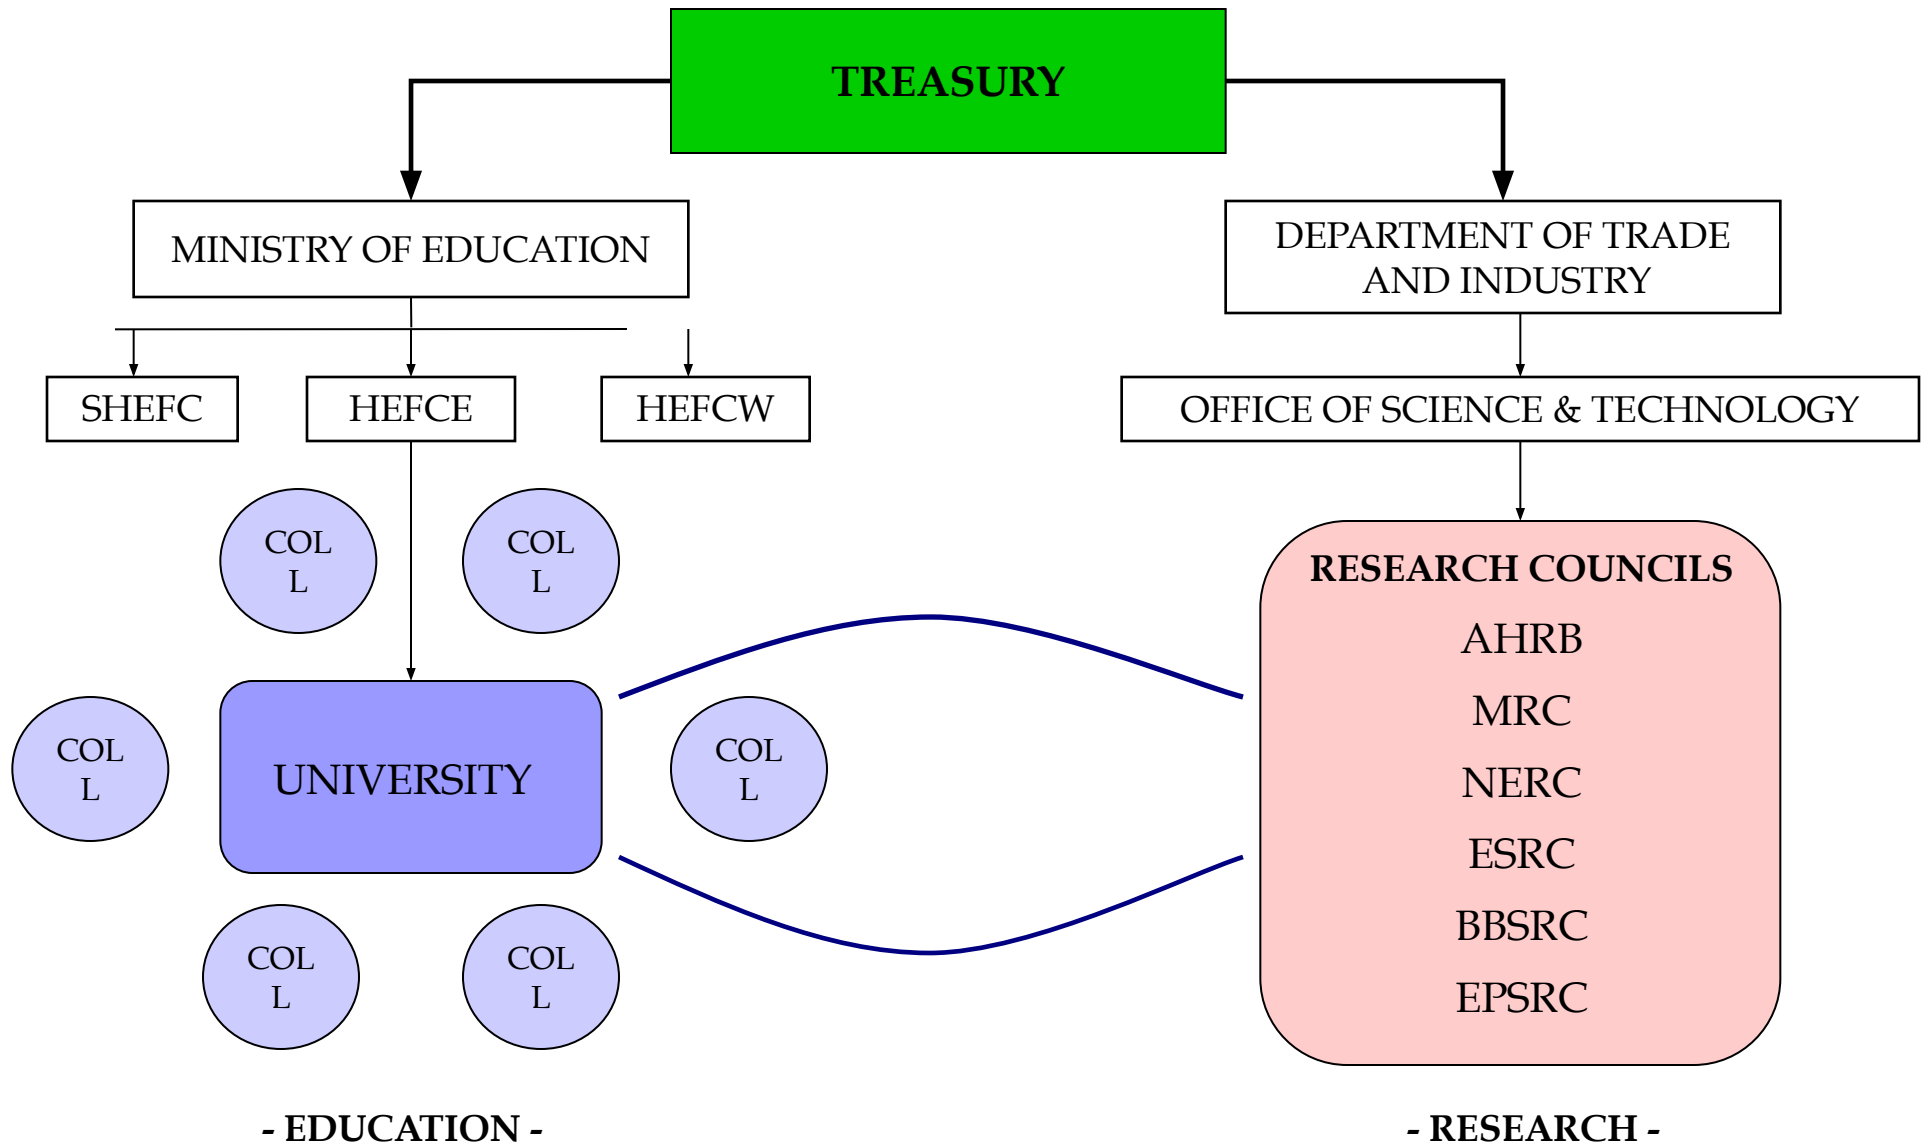 TREASURY
MINISTRY OF EDUCATION
DEPARTMENT OF TRADE
AND INDUSTRY
SHEFC
HEFCE
HEFCW
OFFICE OF SCIENCE & TECHNOLOGY
COL
L
COL
L
RESEARCH COUNCILS
AHRB
MRC
NERC
ESRC
BBSRC
EPSRC
COL
L
UNIVERSITY
COL
L
COL
L
COL
L
- EDUCATION -
- RESEARCH -